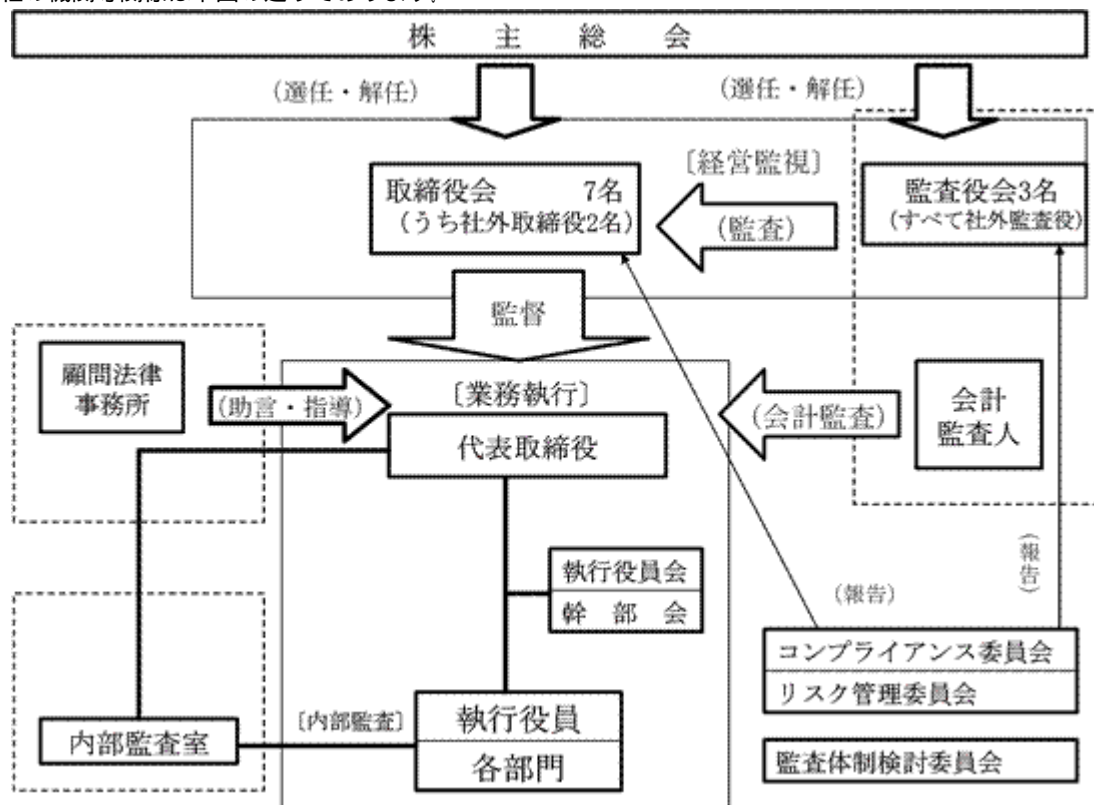 株主総会
(選任・解任)
(選任・解任)
〔経営監視〕
取締役会 7名
(うち社外取締役2名)
(監査)
監査役会3名
(すべて社外監査役)
監督
顧問法律
事務所
(助言・指導)
〔業務執行〕
代表取締役
(会計監査)
会計
監査人
執行役員会
幹部会
(報告)
(報告)
コンプライアンス委員会
リスク管理委員会
〔内部監査〕
内部監査室
執行役員
各部門
監査体制検討委員会